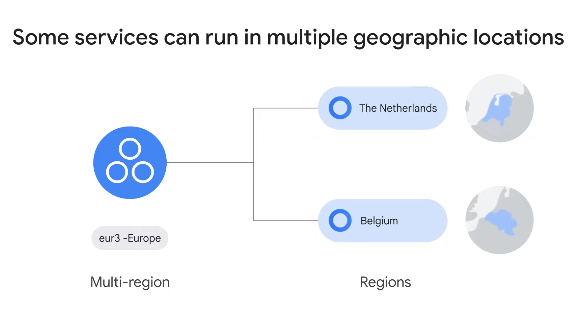 Some services can run in multiple geographic locations
The Netherlands
eur3 -Europe
Belgium
Multi-region
Regions